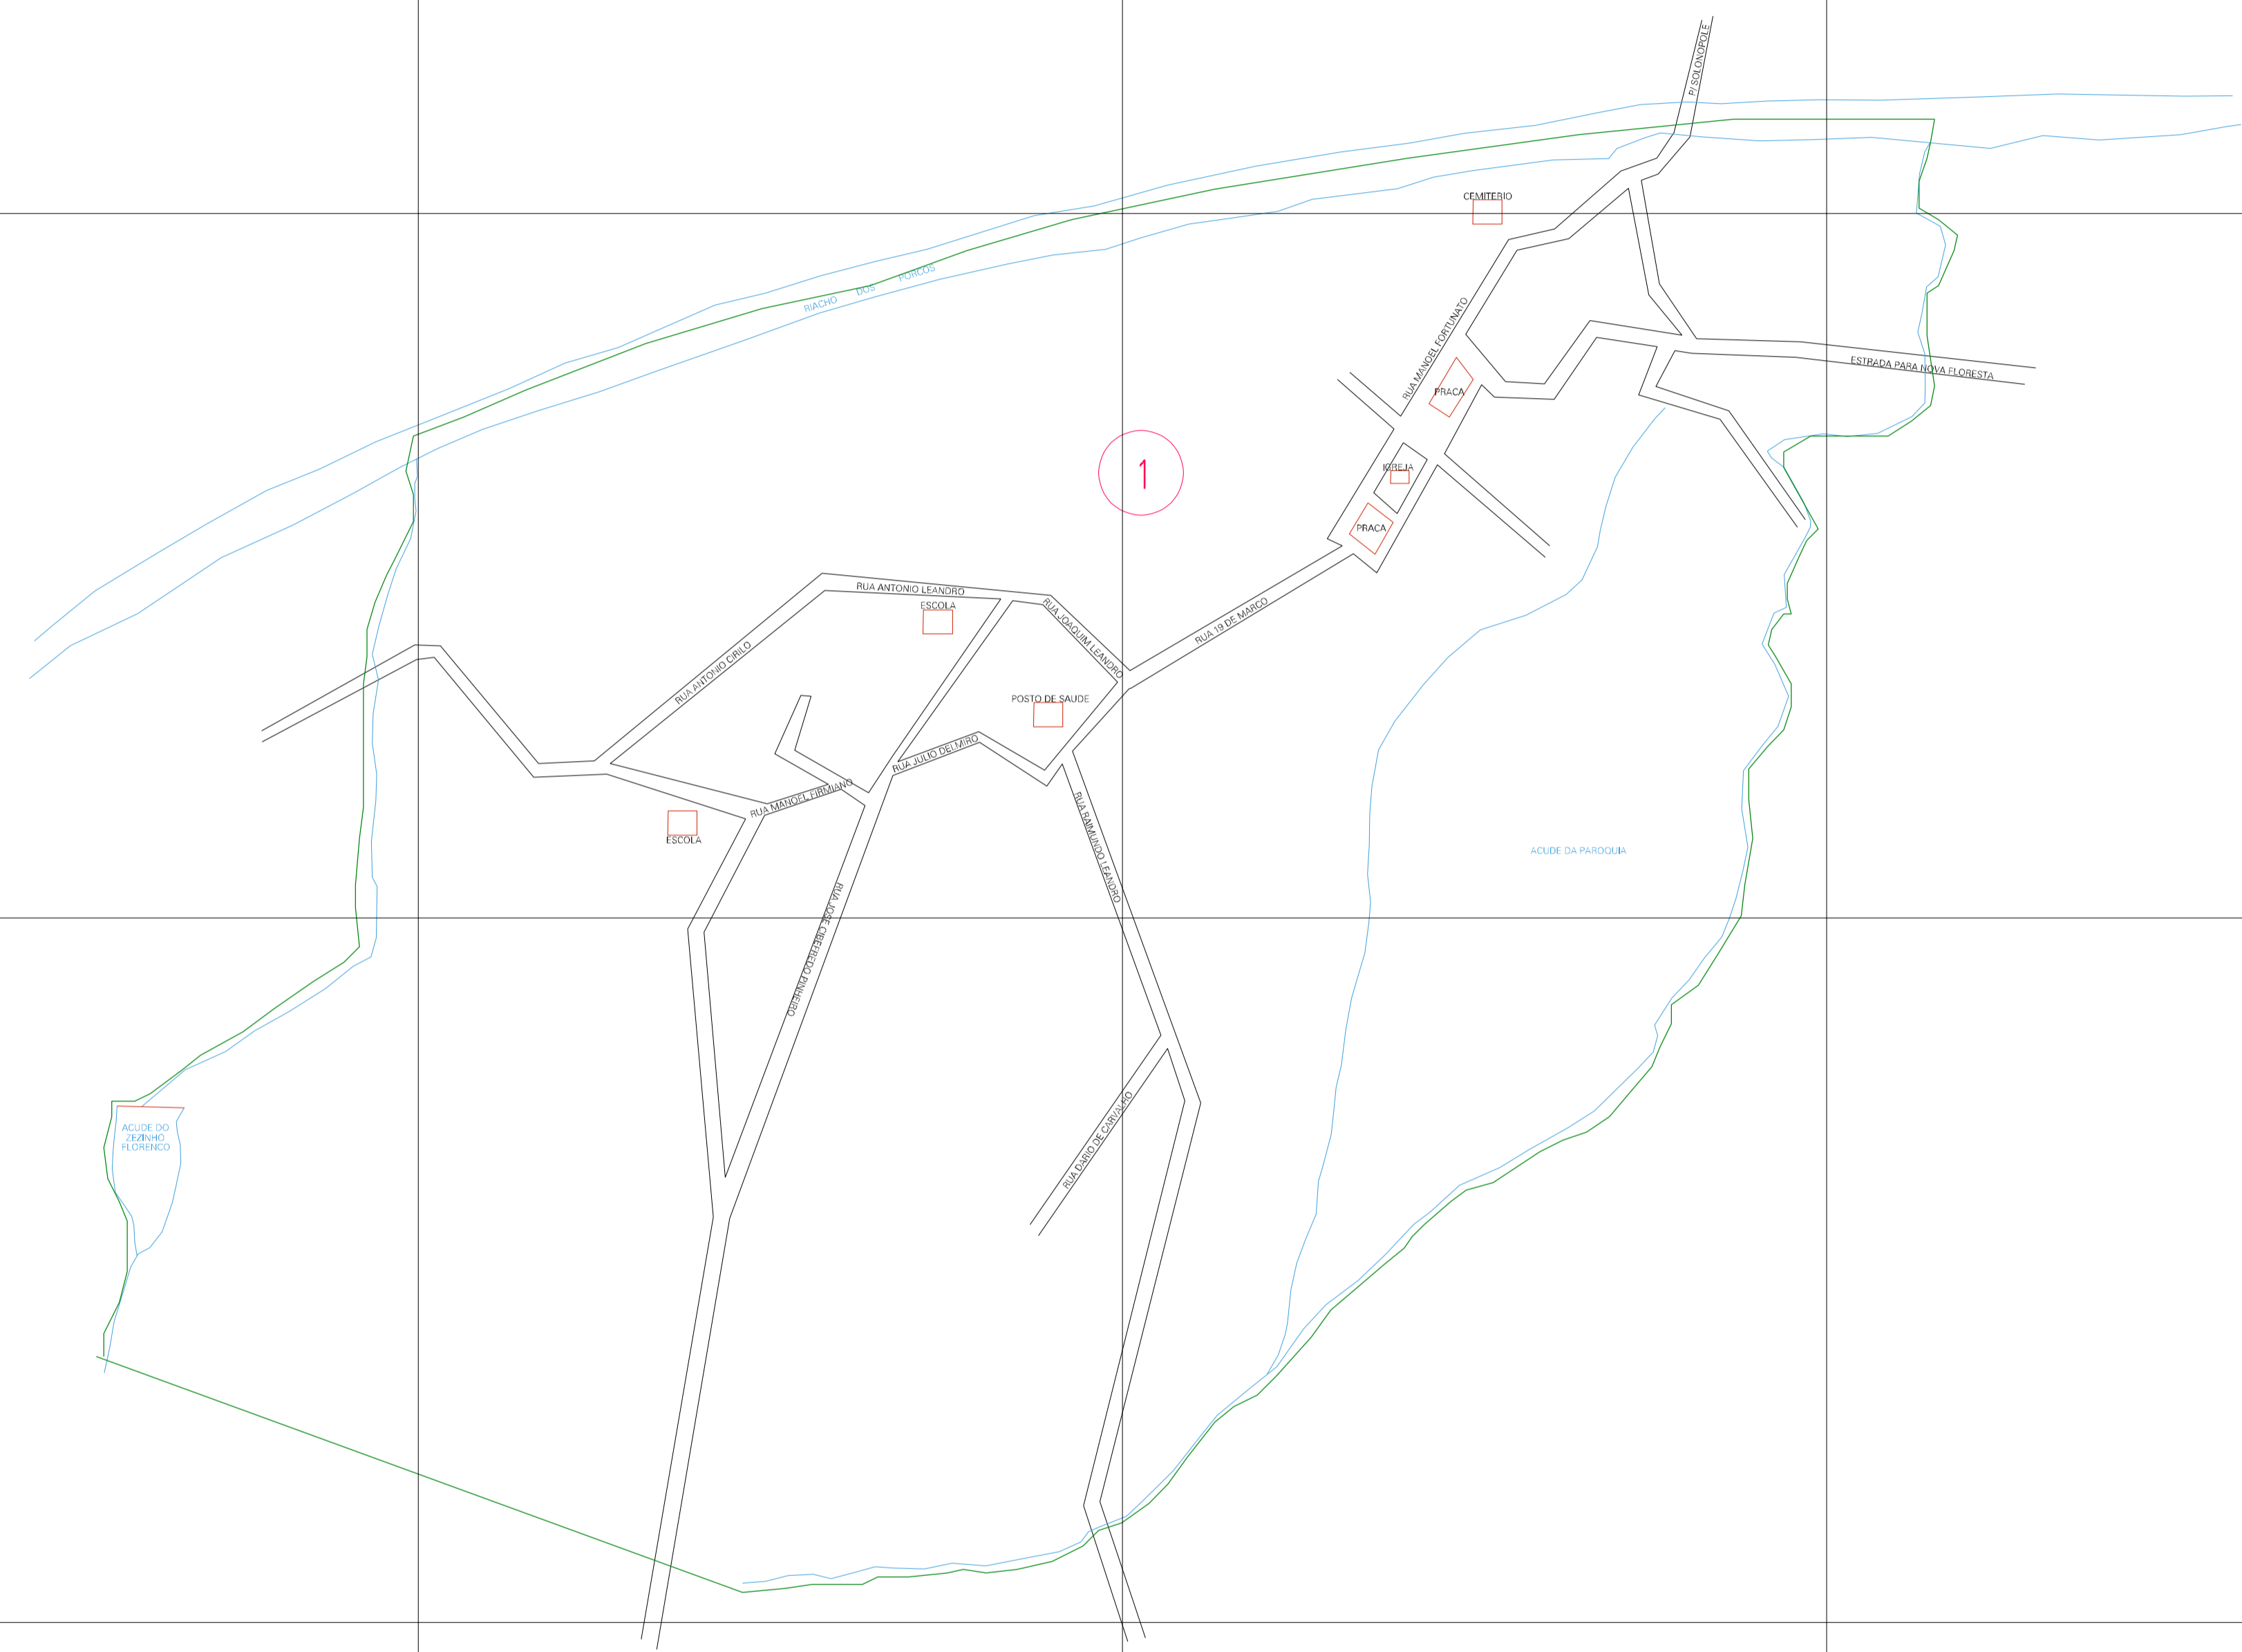 P/ SOLONOPOLE
CEMITERIO
RIACHO DOS PORCOS
RUA MANOEL FORTUNATO
ESTRADA PARA NOVA FLORESTA
PRACA
1
IGREJA
PRACA
RUA ANTONIO LEANDRO
ESCOLA
RUA JOAQUIM LEANDRO
RUA 19 DE MARCO
RUA ANTONIO CIRILO
POSTO DE SAUDE
RUA JULIO DELMIRO
RUA MANOEL FIRMIANO
ESCOLA
RUA RAIMUNDO LEANDRO
ACUDE DA PAROQUIA
RUA JOSE CIBEFREDO PINHEIRO
RUA DARIO DE CARVALHO
ACUDE DO
ZEZINHO
FLORENCO